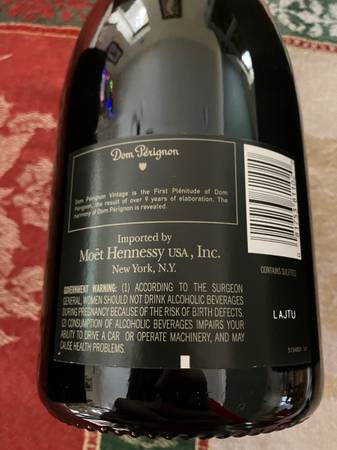 Dom Pérignon
Dom Pérignon Vintage is the First Plénitude of Dom
Pérignon, the result of over 9 years of elaboration. The
harmony of Dom Pérignon is revealed.
Imported by
Moët Hennessy USA, Inc.
New York, N.Y.
GOVERNMENT WARNING: (1) ACCORDING TO THE SURGEON
GENERAL, WOMEN SHOULD NOT DRINK ALCOHOLIC BEVERAGES
DURING PREGNANCY BECAUSE OF THE RISK OF BIRTH DEFECTS.
(2) CONSUMPTION OF ALCOHOLIC BEVERAGES IMPAIRS YOUR
ABILITY TO DRIVE A CAR OR OPERATE MACHINERY, AND MAY
CAUSE HEALTH PROBLEMS.
CONTAINS SULFITES
LAJTU